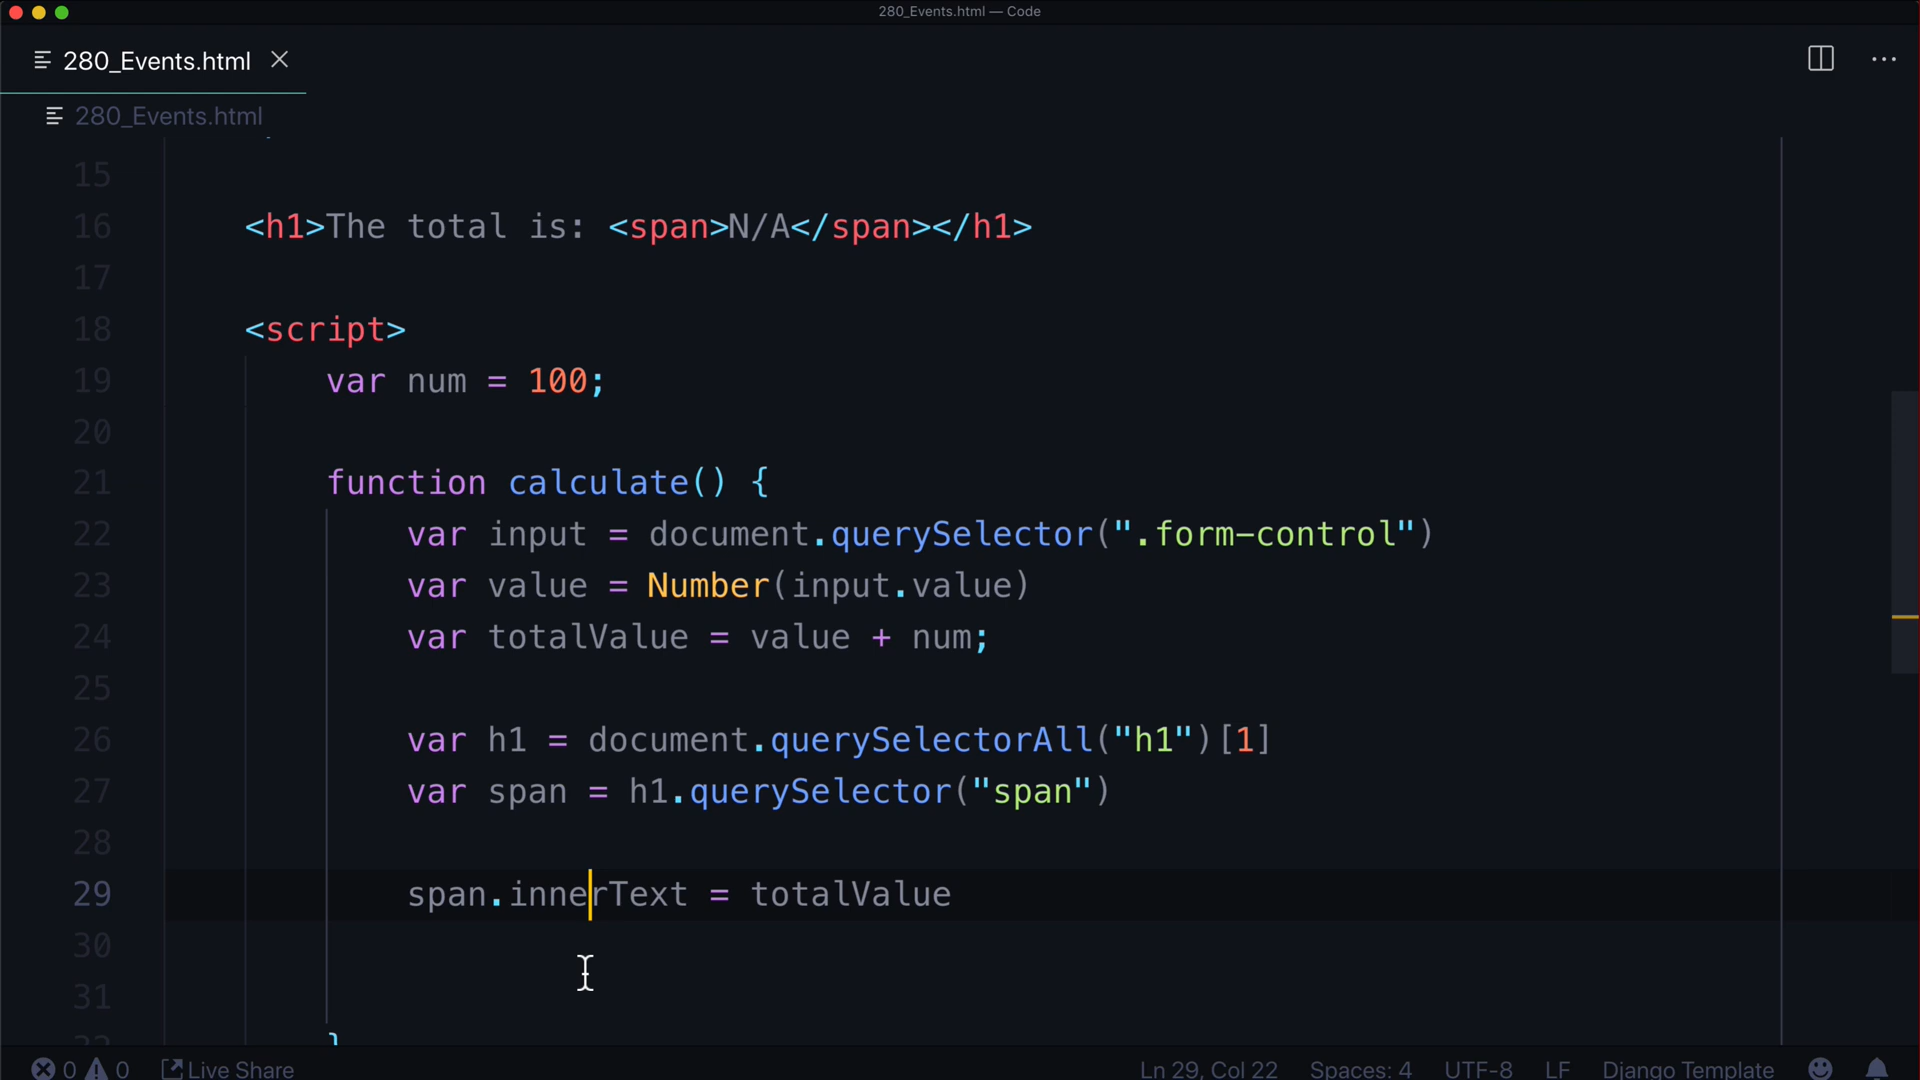 280_Events.html — Code
280_Events.html
280_Events.html
15
16 <h1>The total is: <span>N/A</span></h1>
17
18 <script>
19 var num = 100;
20
21 function calculate() {
22 var input = document.querySelector(".form-control")
23 var value = Number(input.value)
24 var totalValue = value + num;
25
26 var h1 = document.querySelectorAll("h1")[1]
27 var span = h1.querySelector("span")
28
29 span.innerText = totalValue
30
31
32 }
0 0 Live Share Ln 29, Col 22 Spaces: 4 UTF-8 LF Django Template